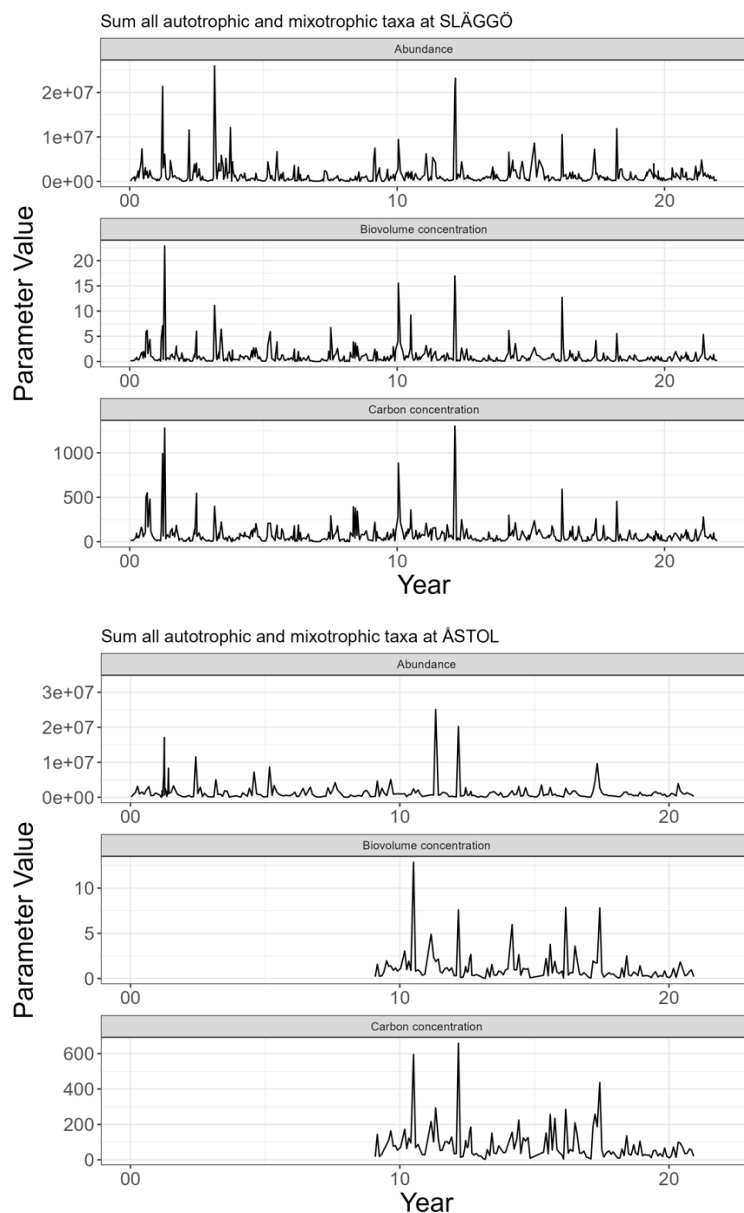 Sum all autotrophic and mixotrophic taxa at SLÄGGÖ
Abundance
2e+07
1e+07
0e+00
00 10 20
Biovolume concentration
20
15
10
5
0
00 10 20
Carbon concentration
1000
500
0
00 10 20
Parameter Value
Year
Sum all autotrophic and mixotrophic taxa at ÅSTOL
Abundance
3e+07
2e+07
1e+07
0e+00
00 10 20
Biovolume concentration
10
5
0
00 10 20
Carbon concentration
600
400
200
0
00 10 20
Parameter Value
Year